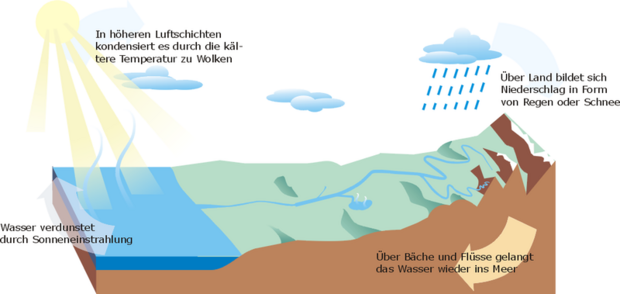 In höheren Luftschichten
kondensiert es durch die käl-
tere Temperatur zu Wolken
Über Land bildet sich
Niederschlag in Form
von Regen oder Schnee
Wasser verdunstet
durch Sonneneinstrahlung
Über Bäche und Flüsse gelangt
das Wasser wieder ins Meer